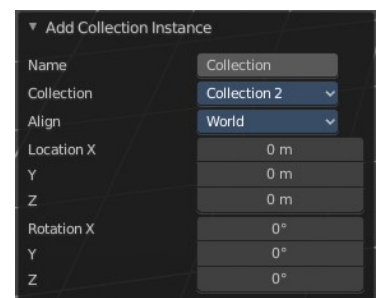 Add Collection Instance
Name Collection
Collection Collection 2
Align World
Location X 0 m
Y 0 m
Z 0 m
Rotation X 0°
Y 0°
Z 0°